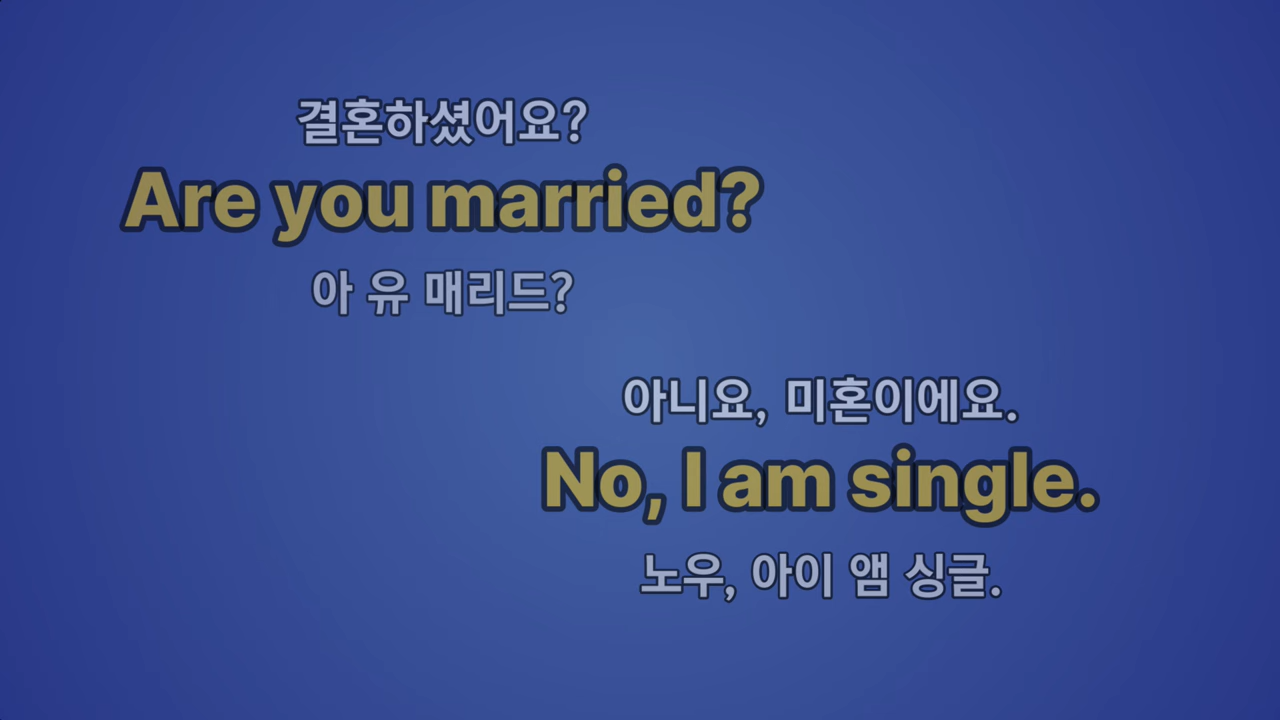 결혼하셨어요?
Are you married?
아 유 매리드?
아니요, 미혼이에요.
No, I am single.
노우, 아이 앰 싱글.